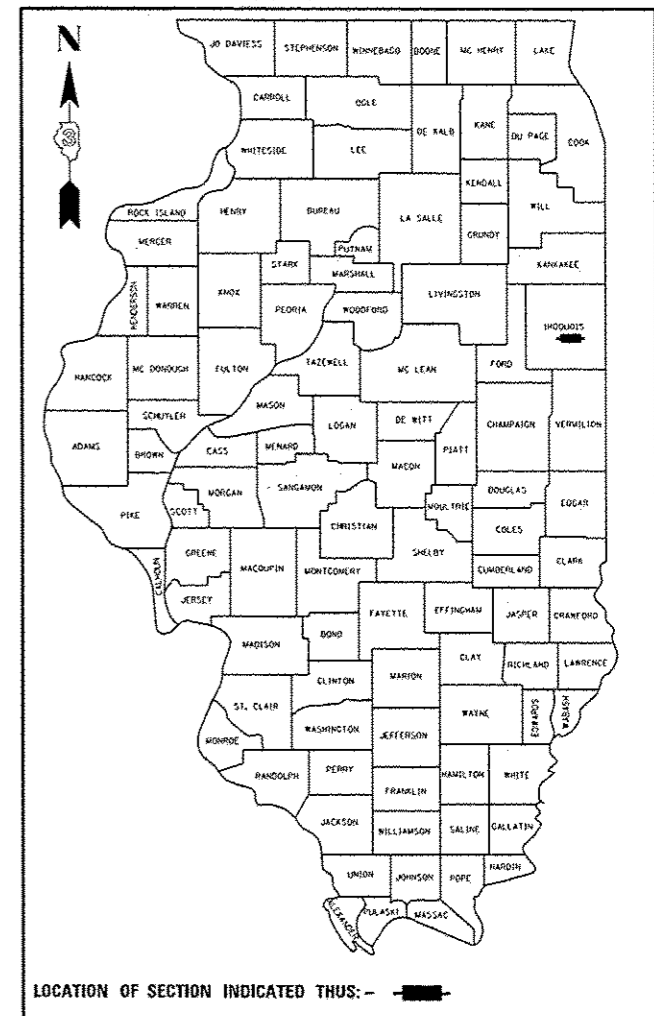 N
JO DAVIESS STEPHENSON WINNEBAGO BOONE MC HENRY LAKE
CARROLL OGLE DE KALB KANE DU PAGE COOK
WHITESIDE LEE KENDALL WILL
ROCK ISLAND HENRY BUREAU LA SALLE GRUNDY
MERCER PUTNAM KANKAKEE
STARK MARSHALL
HENDERSON WARREN KNOX PEORIA WOODFORD LIVINGSTON IROQUOIS
HANCOCK MC DONOUGH FULTON TAZEWELL MC LEAN FORD
SCHUYLER MASON LOGAN DE WITT CHAMPAIGN VERMILION
ADAMS BROWN CASS MENARD MACON PIATT
PIKE SCOTT MORGAN SANGAMON CHRISTIAN MOULTRIE DOUGLAS EDGAR
COLES
CALHOUN GREENE MACOUPIN MONTGOMERY SHELBY CUMBERLAND CLARK
JERSEY FAYETTE EFFINGHAM JASPER CRAWFORD
MADISON BOND CLAY RICHLAND LAWRENCE
CLINTON MARION
ST. CLAIR WAYNE EDWARDS WABASH
MONROE WASHINGTON JEFFERSON
RANDOLPH PERRY HAMILTON WHITE
FRANKLIN
JACKSON WILLIAMSON SALINE GALLATIN
UNION JOHNSON POPE HARDIN
ALEXANDER PULASKI MASSAC
LOCATION OF SECTION INDICATED THUS: -